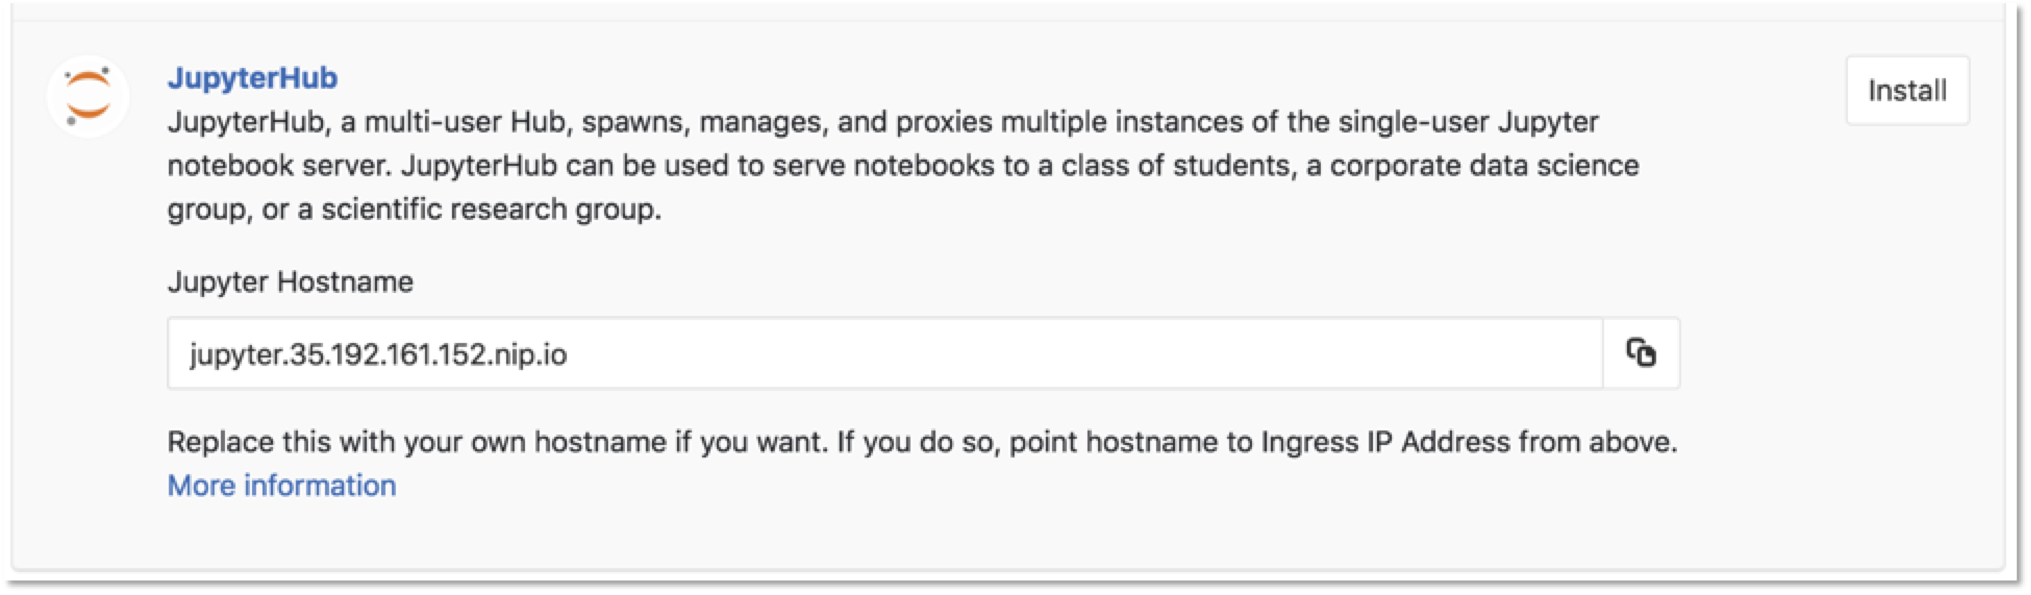 JupyterHub
Install
JupyterHub, a multi-user Hub, spawns, manages, and proxies multiple instances of the single-user Jupyter
notebook server. JupyterHub can be used to serve notebooks to a class of students, a corporate data science
group, or a scientific research group.
Jupyter Hostname
jupyter.35.192.161.152.nip.io
Replace this with your own hostname if you want. If you do so, point hostname to Ingress IP Address from above.
More information